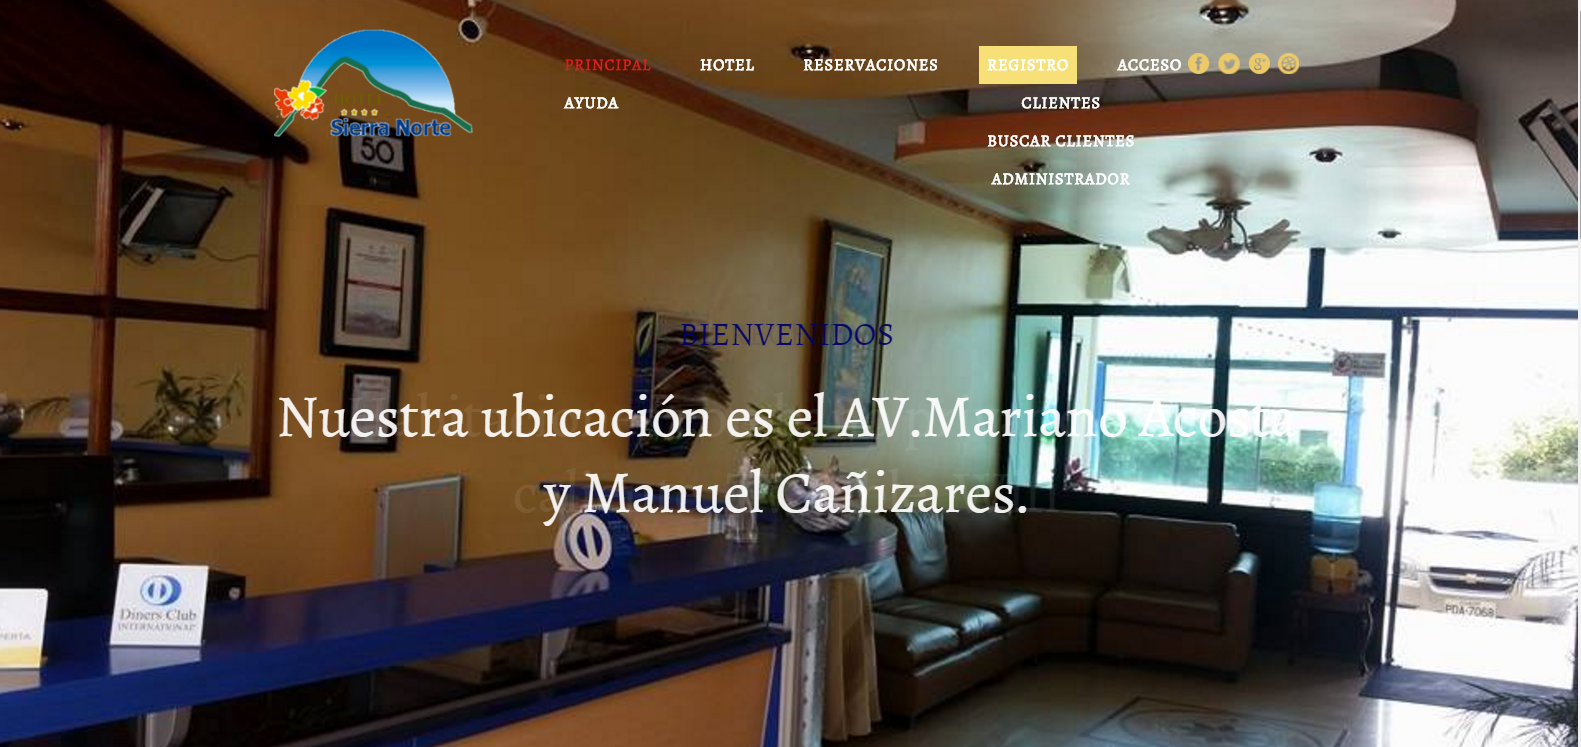 PRINCIPAL HOTEL RESERVACIONES REGISTRO ACCESO
AYUDA
CLIENTES
BUSCAR CLIENTES
ADMINISTRADOR
Sierra Norte
50
BIENVENIDOS
Nuestra ubicación es el AV.Mariano Acosta
y Manuel Cañizares.
Diners Club
INTERNATIONAL
PDA-7068